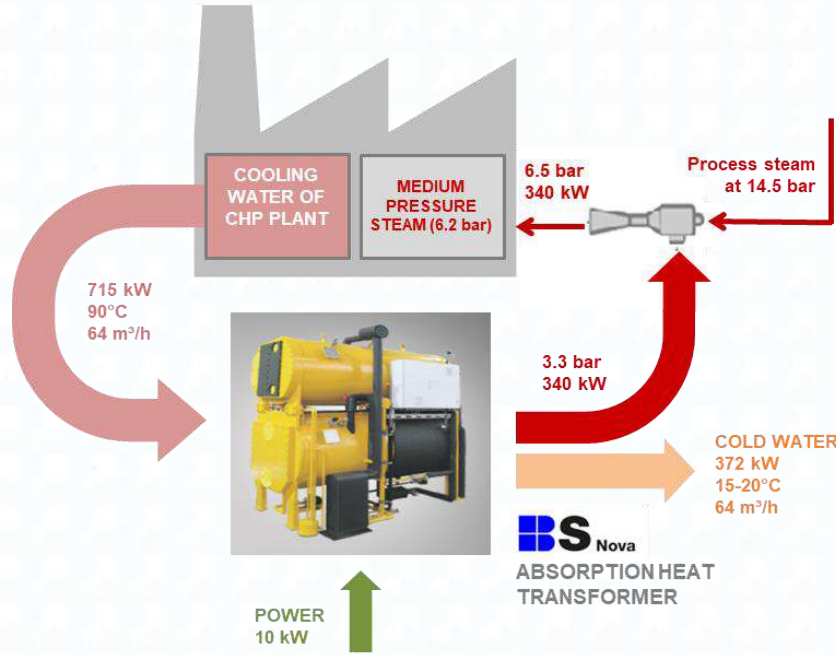 COOLING
WATER OF
CHP PLANT
MEDIUM
PRESSURE
STEAM (6.2 bar)
6.5 bar
340 kW
Process steam
at 14.5 bar
715 kW
90°C
64 m³/h
3.3 bar
340 kW
COLD WATER
372 kW
15-20°C
64 m³/h
BS Nova
ABSORPTION HEAT
TRANSFORMER
POWER
10 kW